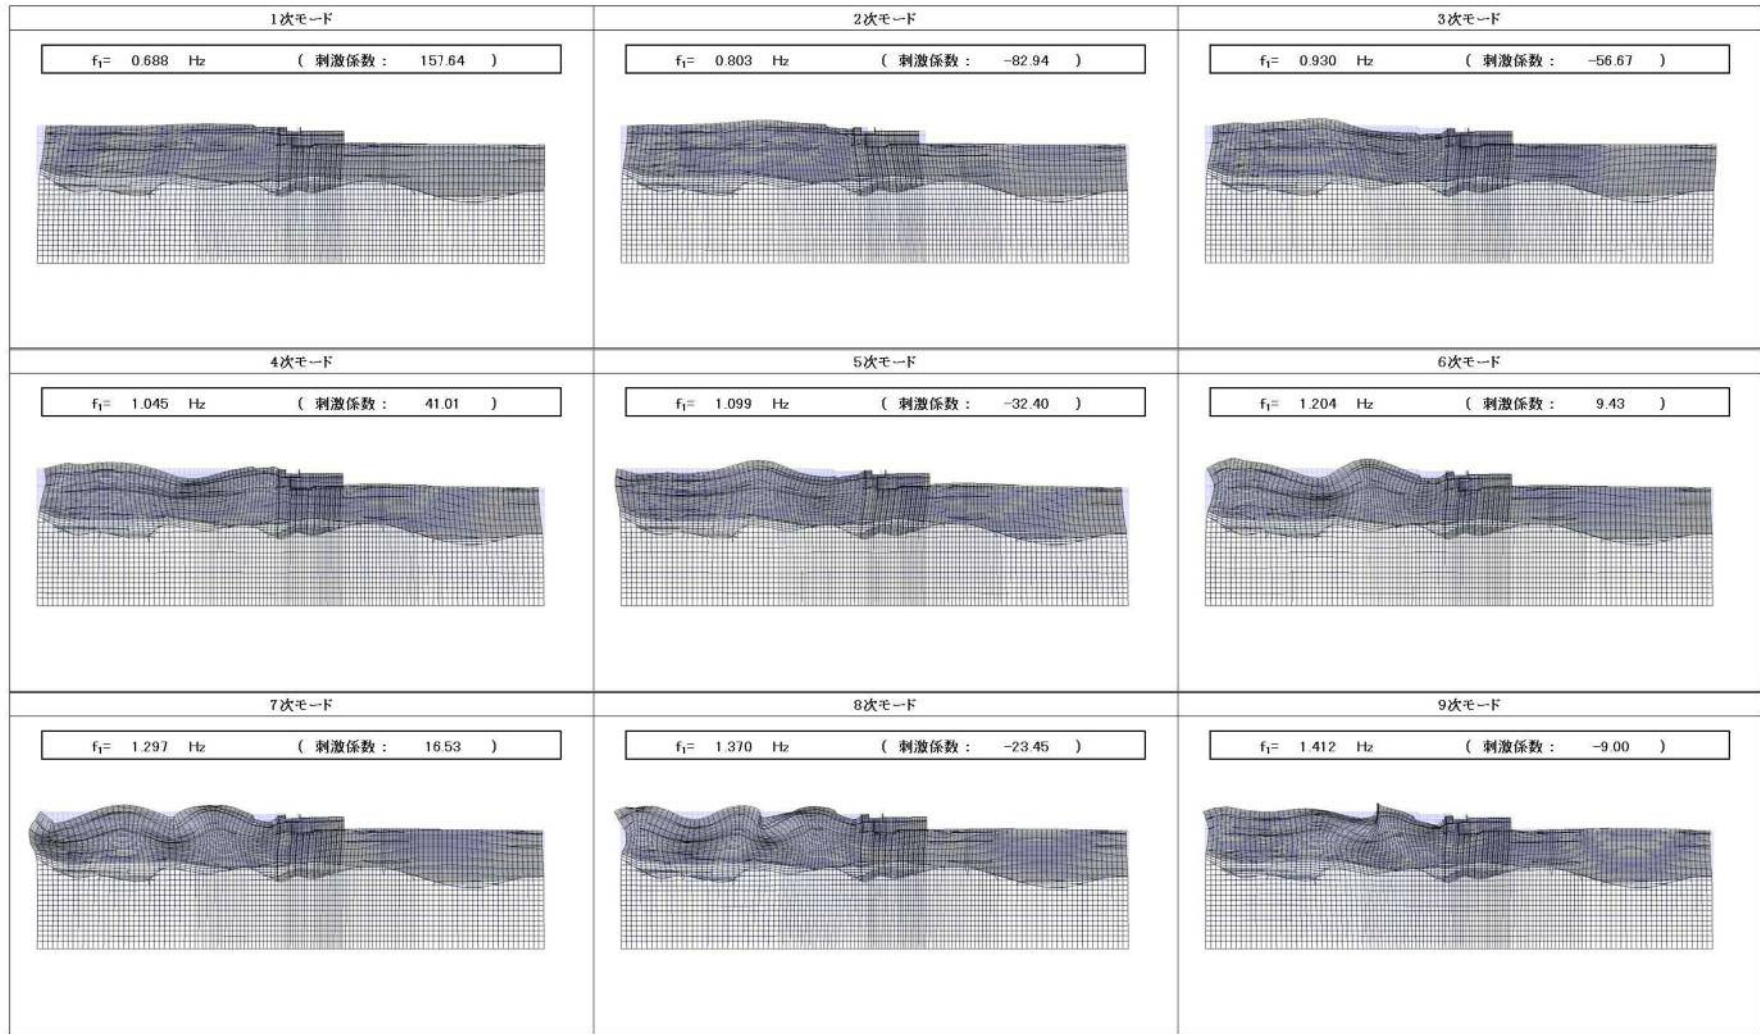 1次モード
f₁= 0.688 Hz ( 刺激係数 : 157.64 )
2次モード
f₁= 0.803 Hz ( 刺激係数 : -82.94 )
3次モード
f₁= 0.930 Hz ( 刺激係数 : -56.67 )
4次モード
f₁= 1.045 Hz ( 刺激係数 : 41.01 )
5次モード
f₁= 1.099 Hz ( 刺激係数 : -32.40 )
6次モード
f₁= 1.204 Hz ( 刺激係数 : 9.43 )
7次モード
f₁= 1.297 Hz ( 刺激係数 : 16.53 )
8次モード
f₁= 1.370 Hz ( 刺激係数 : -23.45 )
9次モード
f₁= 1.412 Hz ( 刺激係数 : -9.00 )